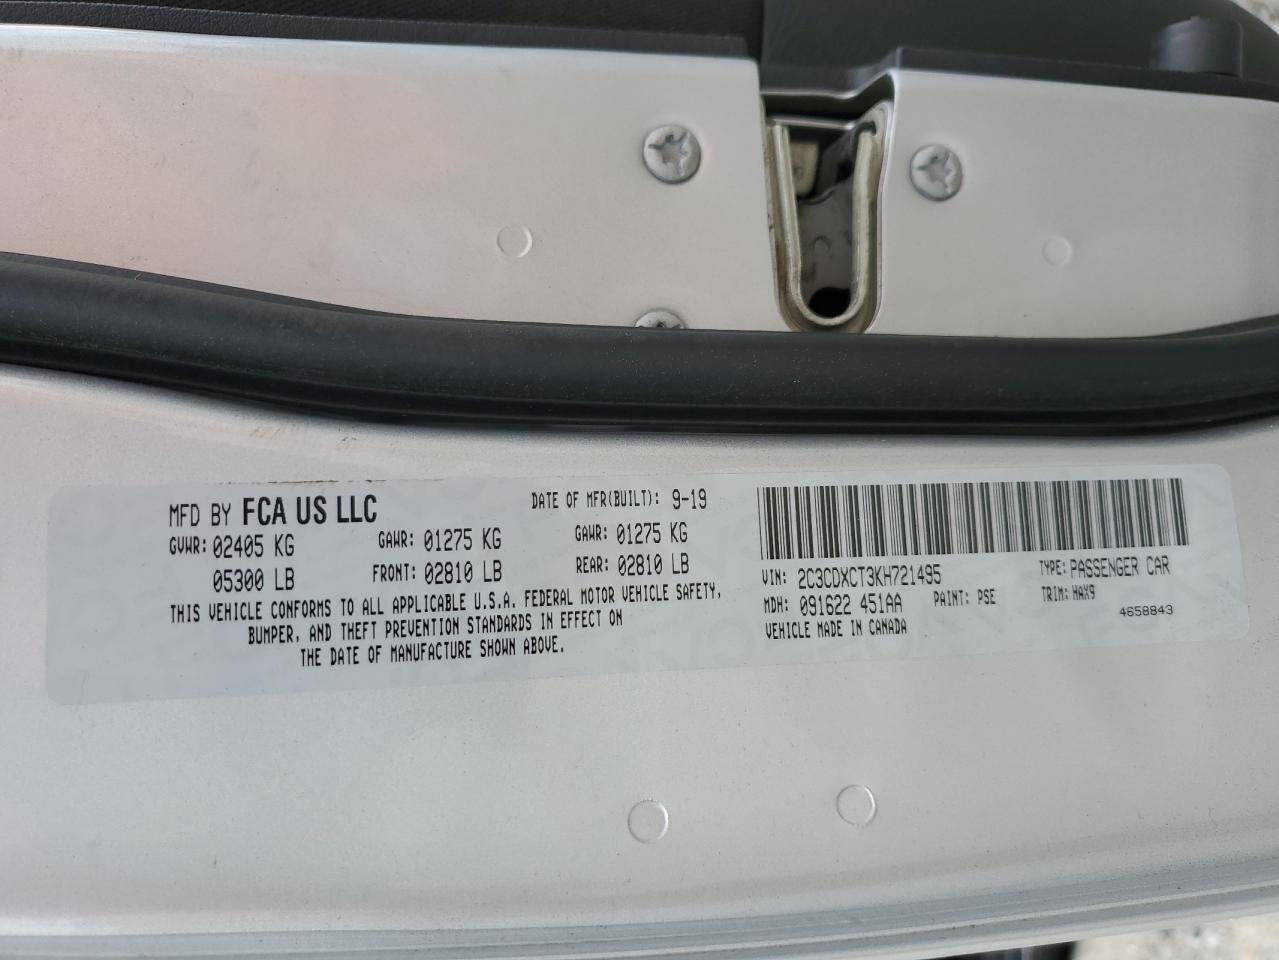 MFD BY FCA US LLC DATE OF MFR(BUILT): 9-19
GVWR: 02405 KG GAWR: 01275 KG GAWR: 01275 KG
05300 LB FRONT: 02810 LB REAR: 02810 LB
THIS VEHICLE CONFORMS TO ALL APPLICABLE U.S.A. FEDERAL MOTOR VEHICLE SAFETY,
BUMPER, AND THEFT PREVENTION STANDARDS IN EFFECT ON
THE DATE OF MANUFACTURE SHOWN ABOVE.
VIN: 2C3CDXCT3KH721495 TYPE: PASSENGER CAR
MDH: 091622 451AA PAINT: PSE TRIM: HAX9
VEHICLE MADE IN CANADA 4658843